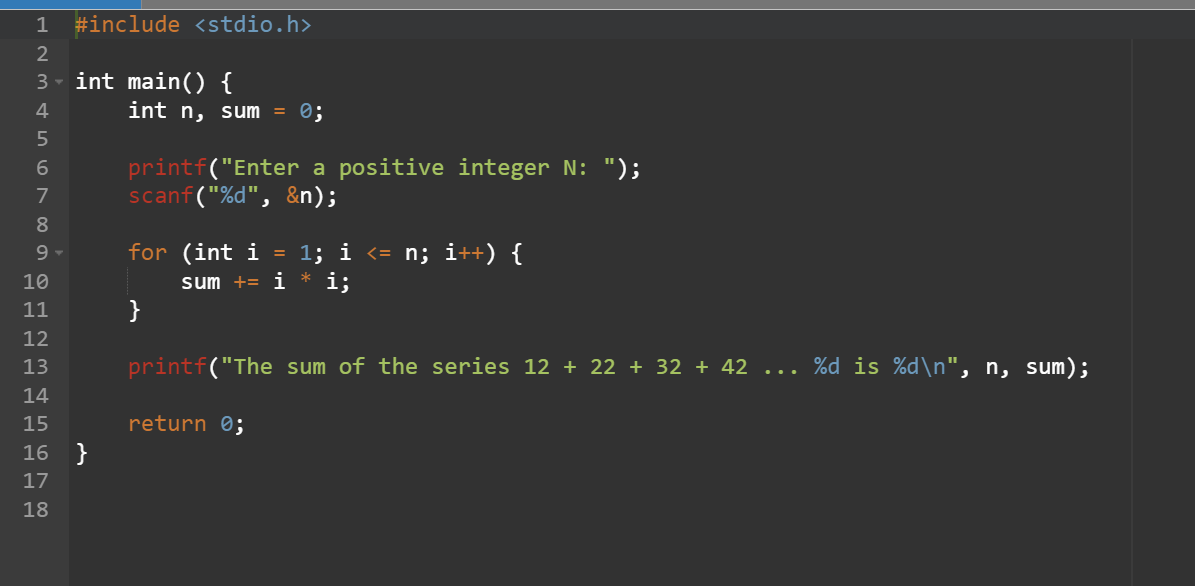 1 #include <stdio.h>
2
3 int main() {
4     int n, sum = 0;
5
6     printf("Enter a positive integer N: ");
7     scanf("%d", &n);
8
9     for (int i = 1; i <= n; i++) {
10         sum += i * i;
11     }
12
13     printf("The sum of the series 12 + 22 + 32 + 42 ... %d is %d\n", n, sum);
14
15     return 0;
16 }
17
18